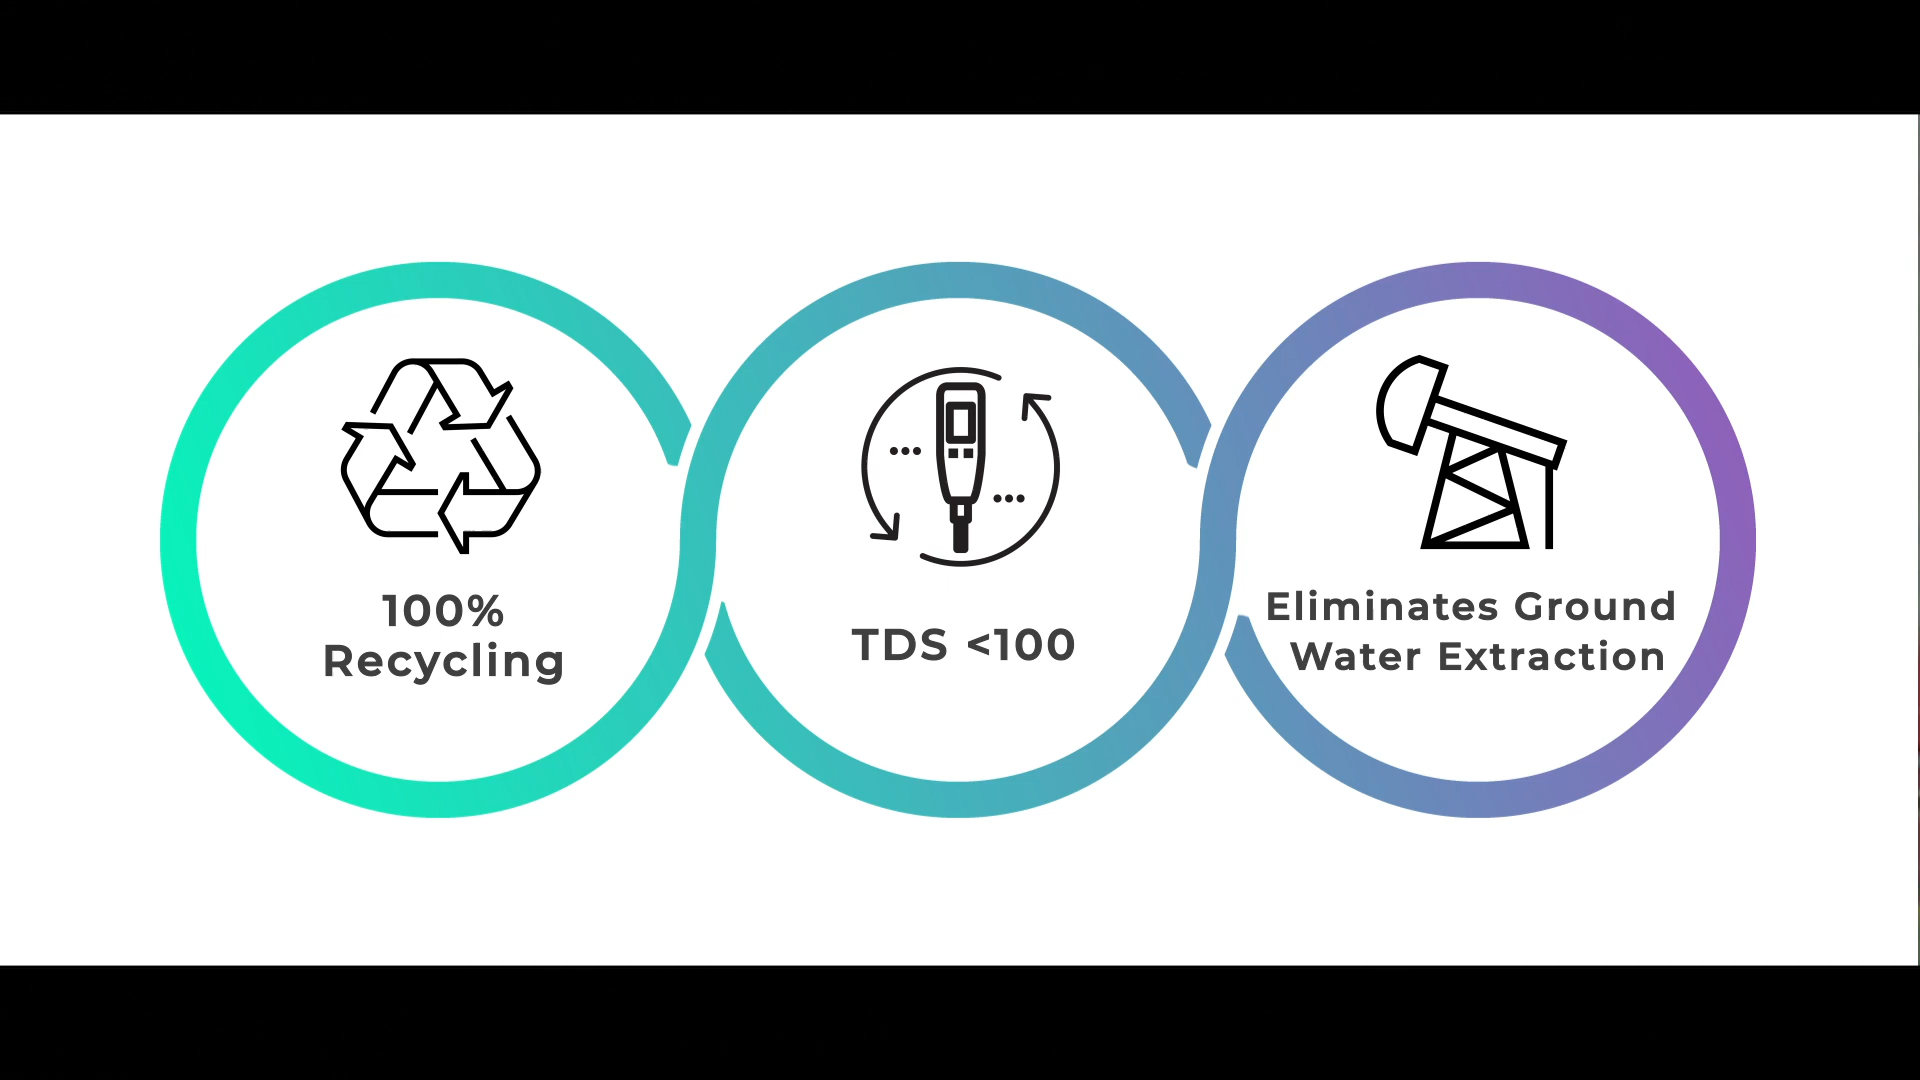 100%
Recycling
TDS <100
Eliminates Ground
Water Extraction